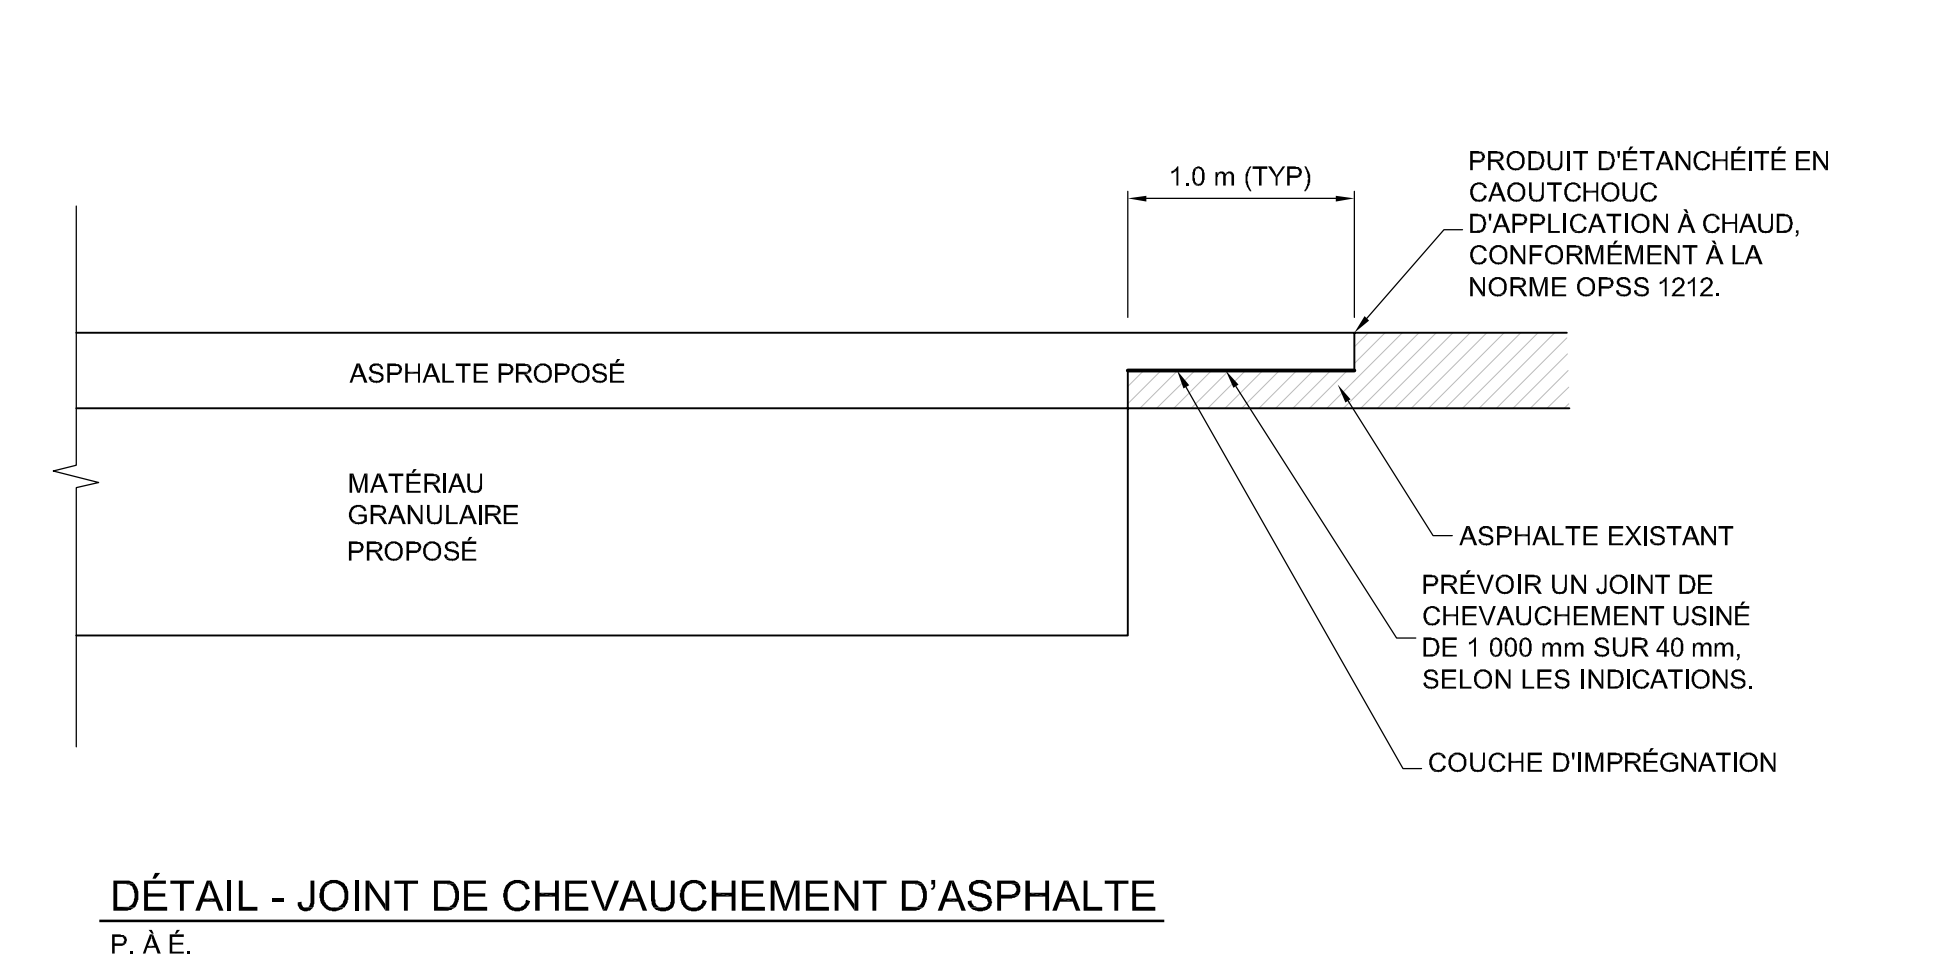 1.0 m (TYP)
PRODUIT D'ÉTANCHÉITÉ EN
CAOUTCHOUC
D'APPLICATION À CHAUD,
CONFORMÉMENT À LA
NORME OPSS 1212.
ASPHALTE PROPOSÉ
MATÉRIAU
GRANULAIRE
PROPOSÉ
ASPHALTE EXISTANT
PRÉVOIR UN JOINT DE
CHEVAUCHEMENT USINÉ
DE 1 000 mm SUR 40 mm,
SELON LES INDICATIONS.
COUCHE D'IMPRÉGNATION
DÉTAIL - JOINT DE CHEVAUCHEMENT D’ASPHALTE
P. À É.